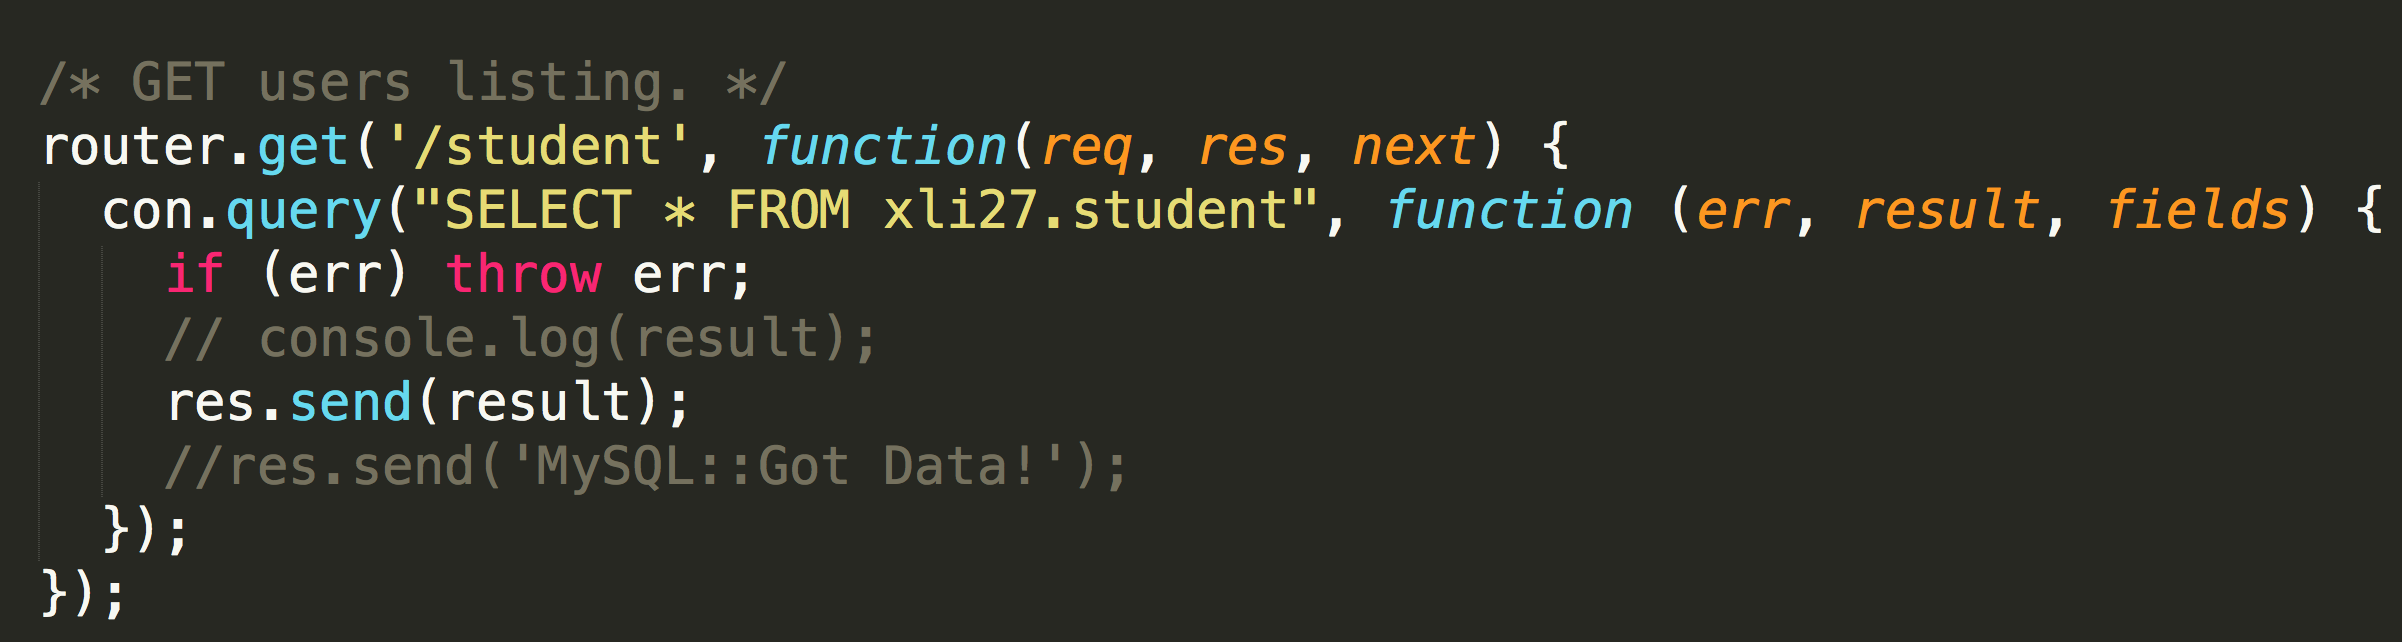 /* GET users listing. */
router.get('/student', function(req, res, next) {
  con.query("SELECT * FROM xli27.student", function (err, result, fields) {
    if (err) throw err;
    // console.log(result);
    res.send(result);
    //res.send('MySQL::Got Data!');
  });
});